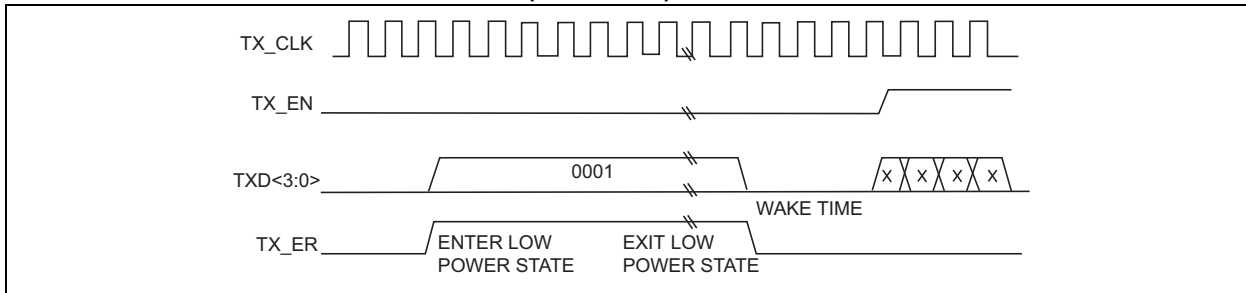 TX_CLK
TX_EN
TXD<3:0>
0001
X X X X
WAKE TIME
TX_ER
ENTER LOW
POWER STATE
EXIT LOW
POWER STATE